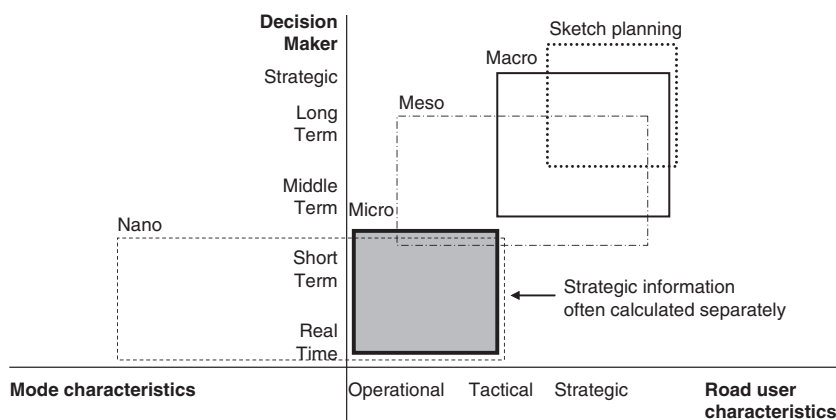 Decision
Maker
Sketch planning
Macro
Strategic
Meso
Long
Term
Middle
Term
Micro
Nano
Short
Term
Strategic information
often calculated separately
Real
Time
Mode characteristics
Operational
Tactical
Strategic
Road user
characteristics